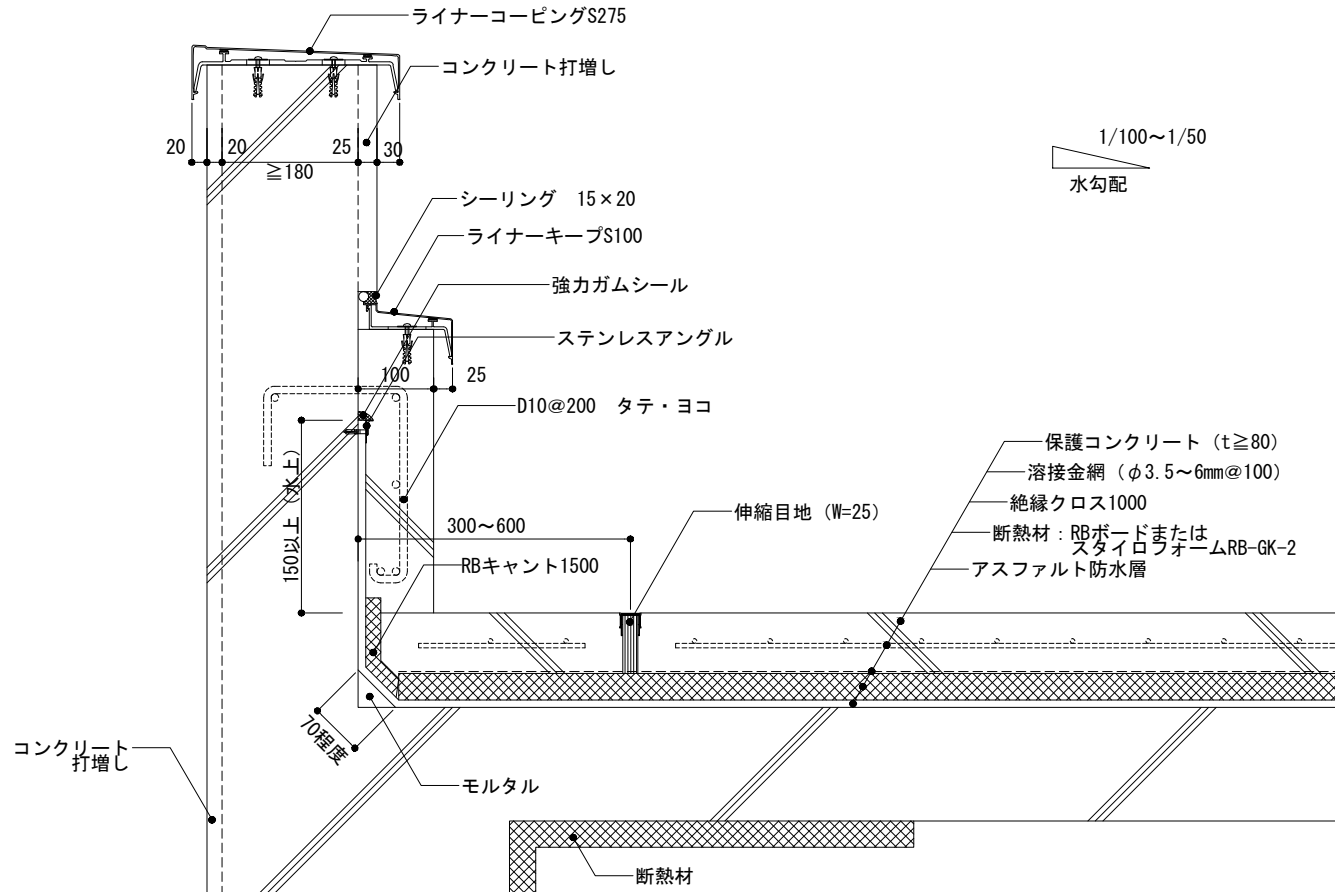 ライナーコーピングS275
コンクリート打増し
20
20
25
30
≧180
1/100～1/50
水勾配
シーリング　15×20
ライナーキープS100
強力ガムシール
ステンレスアングル
100
25
D10@200　タテ・ヨコ
150以上（水上）
300～600
RBキャント1500
伸縮目地（W=25）
保護コンクリート（t≧80）
溶接金網（φ3.5～6mm@100）
絶縁クロス1000
断熱材：RBボードまたは
スタイロフォームRB-GK-2
アスファルト防水層
70程度
コンクリート
打増し
モルタル
断熱材